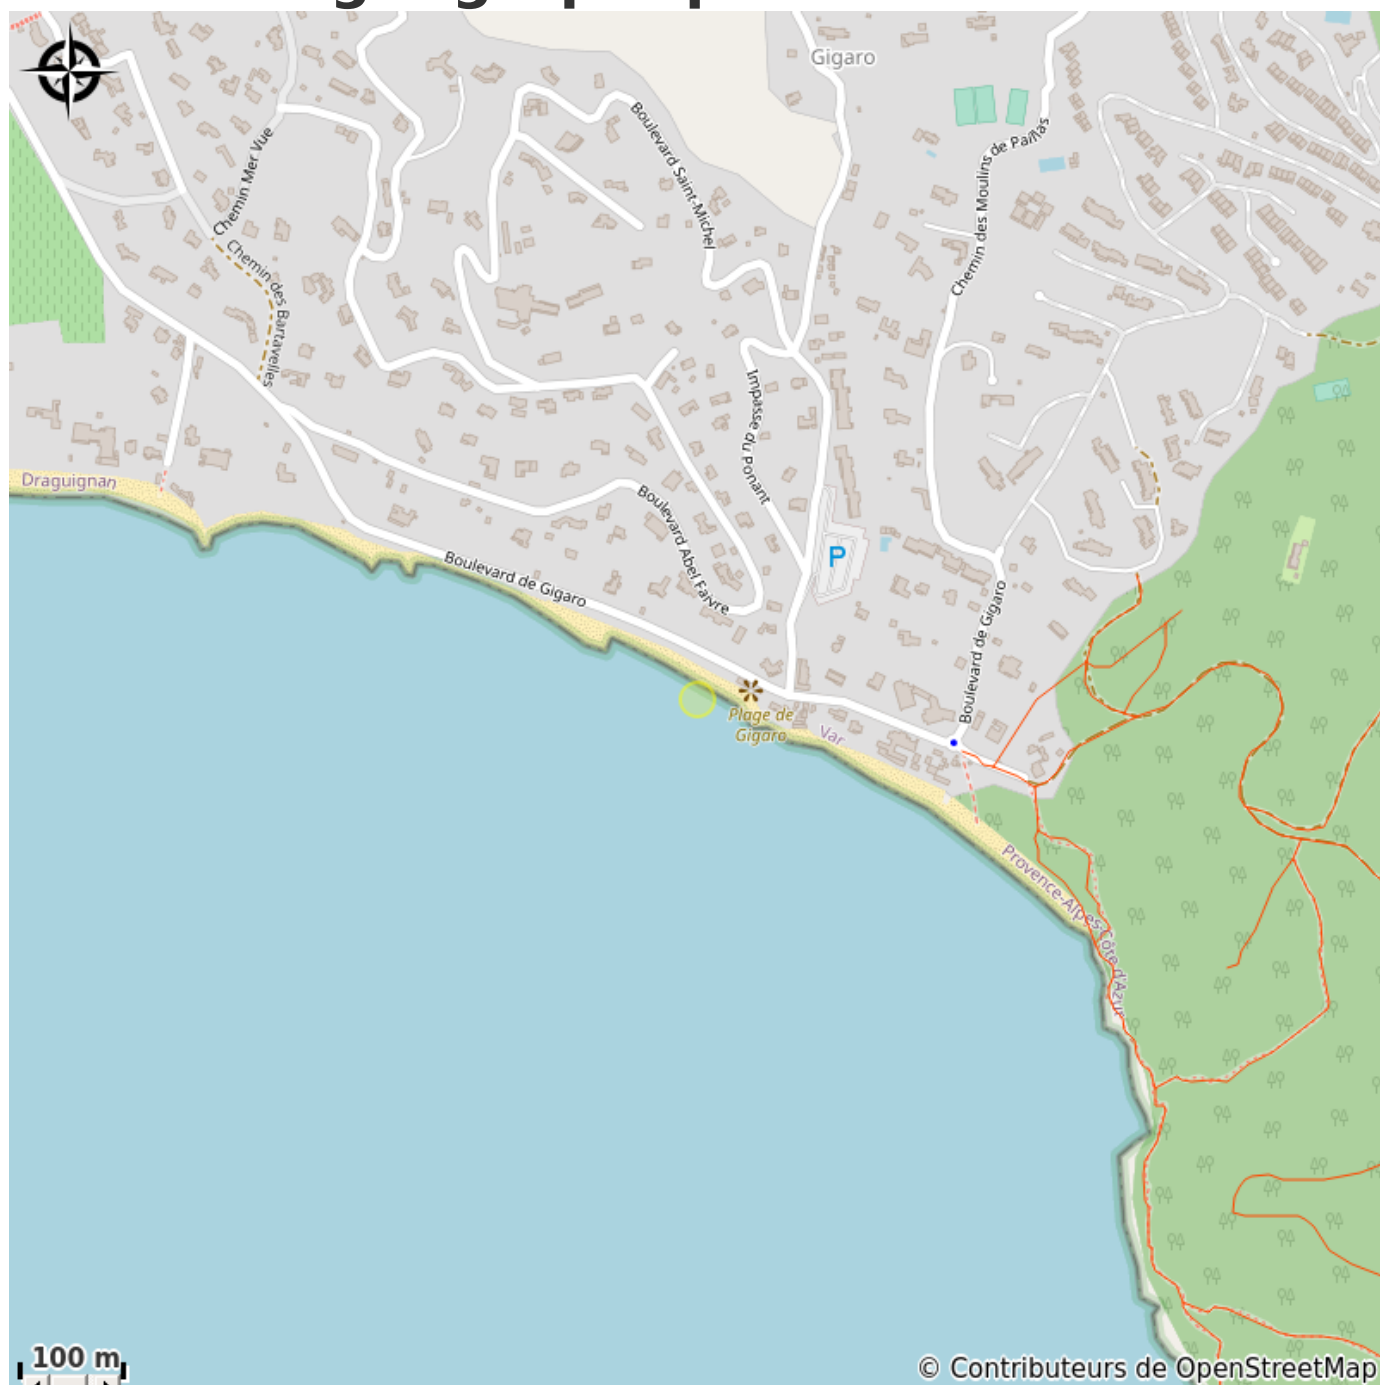 Gigaro
Boulevard Saint-Michel
Chemin des Moulins de Paillas
Chemin Mer Vue
Chemin des Bartavelles
Impasse du Ponant
Draguignan
Boulevard Abel Faivre
P
Boulevard de Gigaro
Boulevard de Gigaro
Plage de
Gigaro
Var
Provence-Alpes-Côte d'Azur
100 m
© Contributeurs de OpenStreetMap